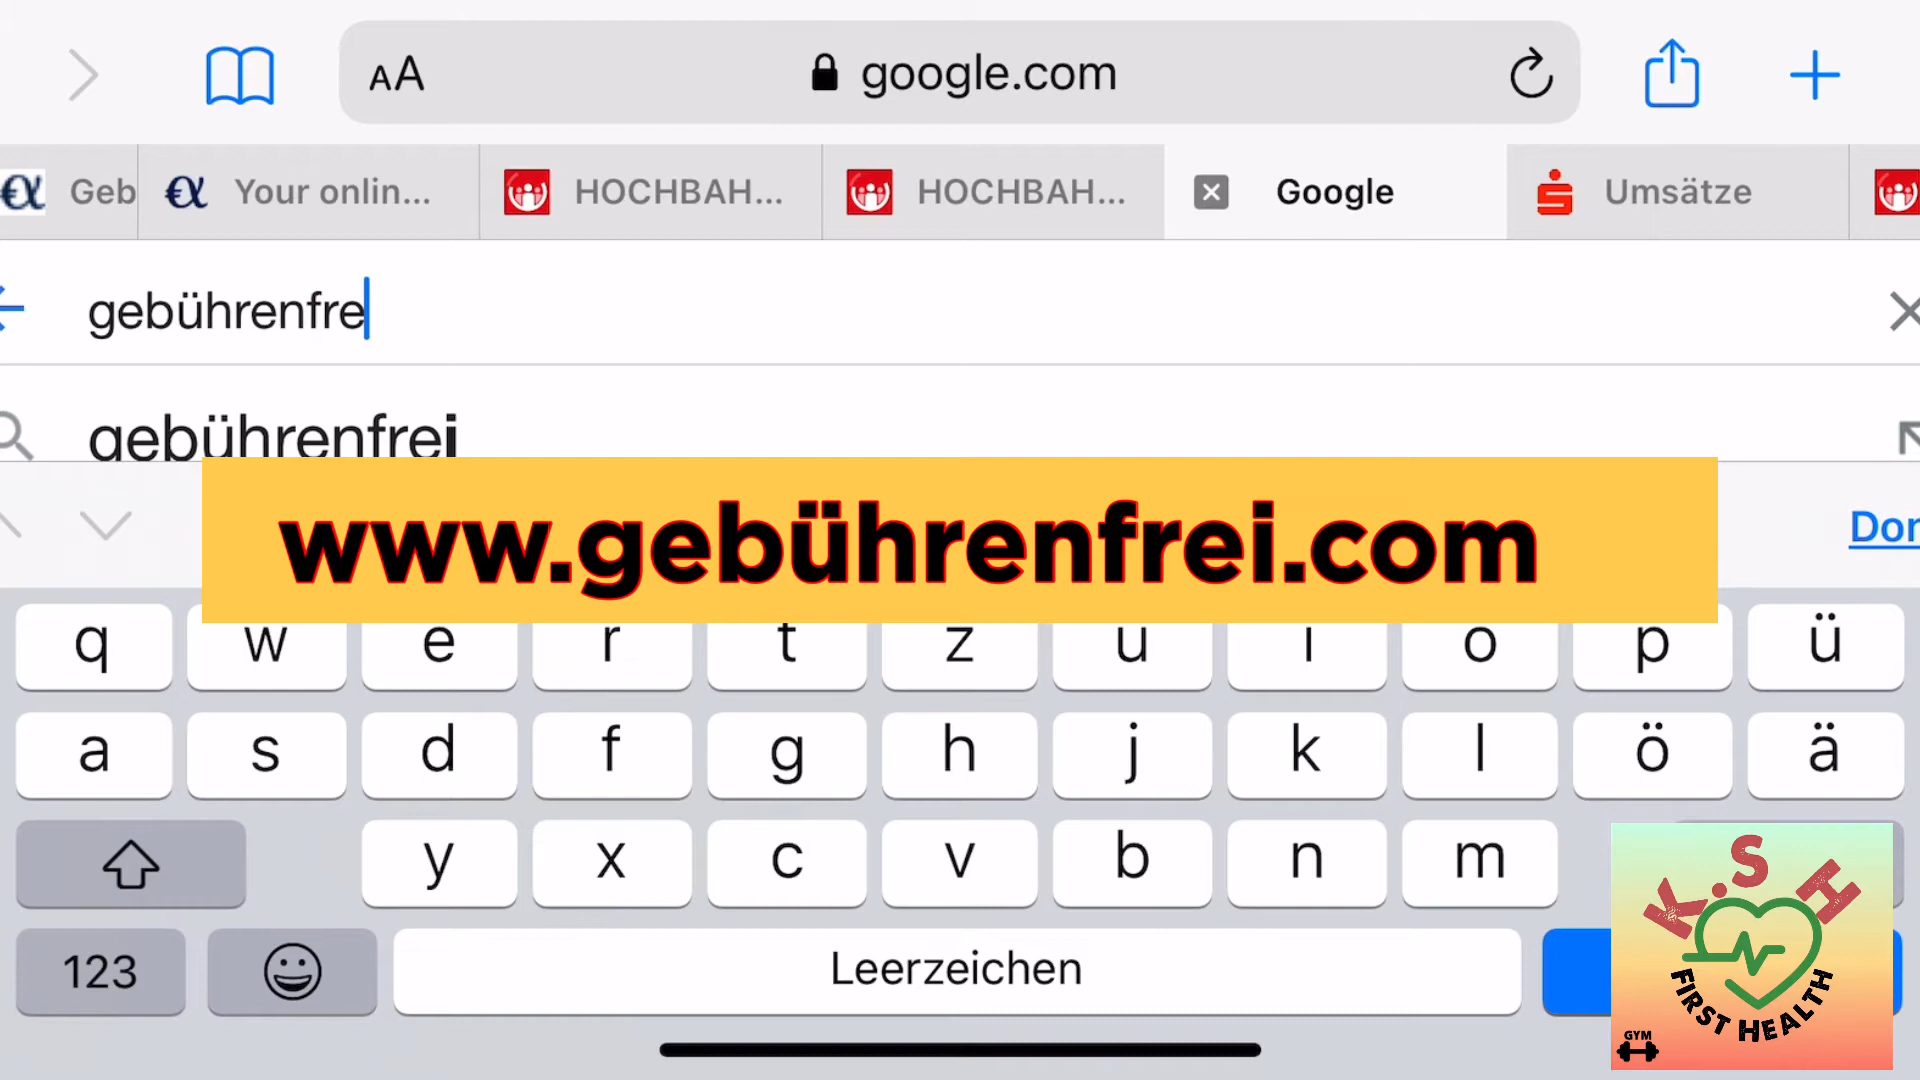 AA google.com
Geb Your onlin... HOCHBAH... HOCHBAH... Google Umsätze
gebührenfre
gebührenfrei
www.gebührenfrei.com
Don
q w e r t z u i o p ü
a s d f g h j k l ö ä
y x c v b n m
123 Leerzeichen
K.S H
FIRST HEALTH
GYM